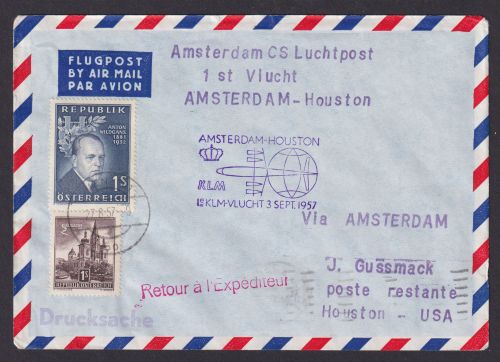 FLUGPOST
BY AIR MAIL
PAR AVION
Amsterdam CS Luchtpost
1 st Vlucht
AMSTERDAM-Houston
REPUBLIK
ANTON
WILDGANS
1881
1932
1S
ÖSTERREICH
AMSTERDAM-HOUSTON
KLM
1e KLM-VLUCHT 3 SEPT. 1957
Via AMSTERDAM
1S
REPUBLIK ÖSTERREICH
Retour à l'Expéditeur
J. Gussmack
poste restante
Houston - USA
Drucksache